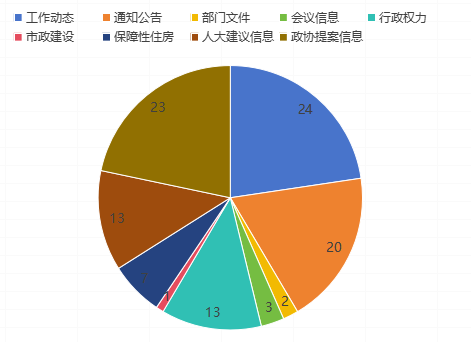 工作动态 通知公告 部门文件 会议信息 行政权力
市政建设 保障性住房 人大建议信息 政协提案信息
23 24
13 20
2
13 3